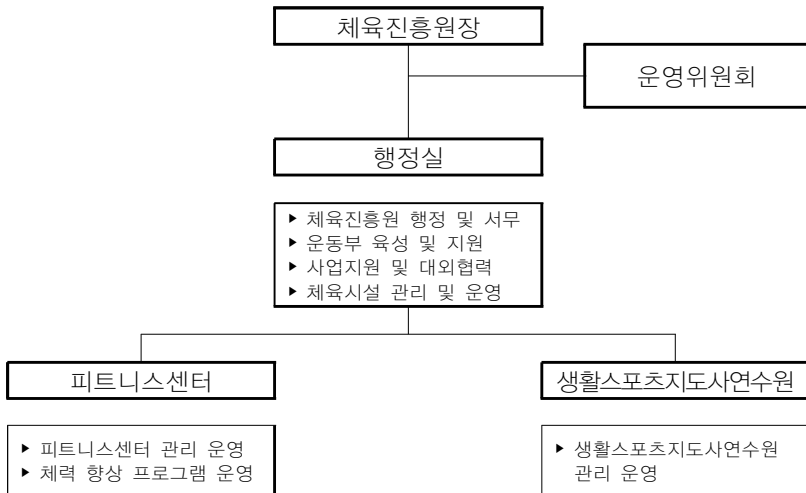 체육진흥원장
운영위원회
행정실
▶ 체육진흥원 행정 및 서무
▶ 운동부 육성 및 지원
▶ 사업지원 및 대외협력
▶ 체육시설 관리 및 운영
피트니스센터
생활스포츠지도사연수원
▶ 피트니스센터 관리 운영
▶ 체력 향상 프로그램 운영
▶ 생활스포츠지도사연수원
관리 운영